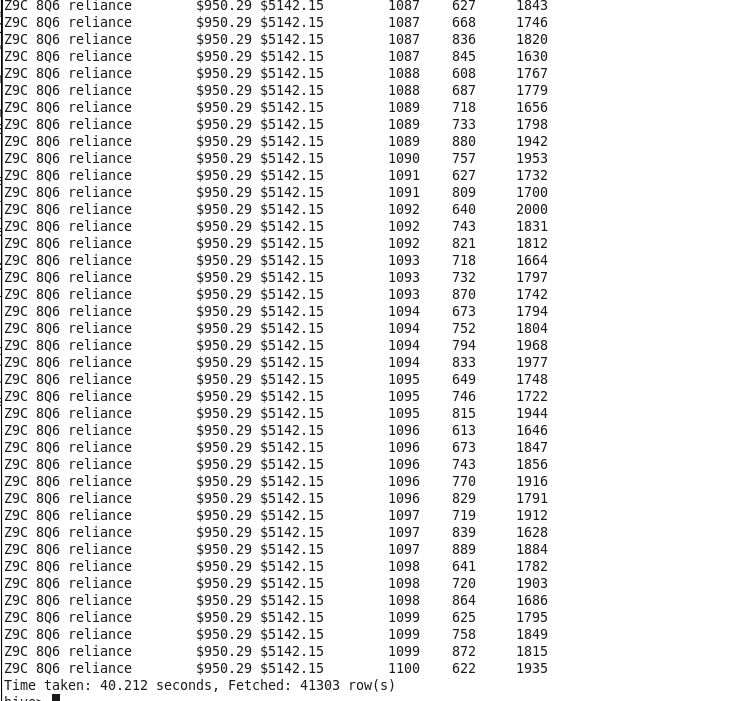 Z9C 8Q6 reliance $950.29 $5142.15 1087 627 1843
Z9C 8Q6 reliance $950.29 $5142.15 1087 668 1746
Z9C 8Q6 reliance $950.29 $5142.15 1087 836 1820
Z9C 8Q6 reliance $950.29 $5142.15 1087 845 1630
Z9C 8Q6 reliance $950.29 $5142.15 1088 608 1767
Z9C 8Q6 reliance $950.29 $5142.15 1088 687 1779
Z9C 8Q6 reliance $950.29 $5142.15 1089 718 1656
Z9C 8Q6 reliance $950.29 $5142.15 1089 733 1798
Z9C 8Q6 reliance $950.29 $5142.15 1089 880 1942
Z9C 8Q6 reliance $950.29 $5142.15 1090 757 1953
Z9C 8Q6 reliance $950.29 $5142.15 1091 627 1732
Z9C 8Q6 reliance $950.29 $5142.15 1091 809 1700
Z9C 8Q6 reliance $950.29 $5142.15 1092 640 2000
Z9C 8Q6 reliance $950.29 $5142.15 1092 743 1831
Z9C 8Q6 reliance $950.29 $5142.15 1092 821 1812
Z9C 8Q6 reliance $950.29 $5142.15 1093 718 1664
Z9C 8Q6 reliance $950.29 $5142.15 1093 732 1797
Z9C 8Q6 reliance $950.29 $5142.15 1093 870 1742
Z9C 8Q6 reliance $950.29 $5142.15 1094 673 1794
Z9C 8Q6 reliance $950.29 $5142.15 1094 752 1804
Z9C 8Q6 reliance $950.29 $5142.15 1094 794 1968
Z9C 8Q6 reliance $950.29 $5142.15 1094 833 1977
Z9C 8Q6 reliance $950.29 $5142.15 1095 649 1748
Z9C 8Q6 reliance $950.29 $5142.15 1095 746 1722
Z9C 8Q6 reliance $950.29 $5142.15 1095 815 1944
Z9C 8Q6 reliance $950.29 $5142.15 1096 613 1646
Z9C 8Q6 reliance $950.29 $5142.15 1096 673 1847
Z9C 8Q6 reliance $950.29 $5142.15 1096 743 1856
Z9C 8Q6 reliance $950.29 $5142.15 1096 770 1916
Z9C 8Q6 reliance $950.29 $5142.15 1096 829 1791
Z9C 8Q6 reliance $950.29 $5142.15 1097 719 1912
Z9C 8Q6 reliance $950.29 $5142.15 1097 839 1628
Z9C 8Q6 reliance $950.29 $5142.15 1097 889 1884
Z9C 8Q6 reliance $950.29 $5142.15 1098 641 1782
Z9C 8Q6 reliance $950.29 $5142.15 1098 720 1903
Z9C 8Q6 reliance $950.29 $5142.15 1098 864 1686
Z9C 8Q6 reliance $950.29 $5142.15 1099 625 1795
Z9C 8Q6 reliance $950.29 $5142.15 1099 758 1849
Z9C 8Q6 reliance $950.29 $5142.15 1099 872 1815
Z9C 8Q6 reliance $950.29 $5142.15 1100 622 1935
Time taken: 40.212 seconds, Fetched: 41303 row(s)
hive>